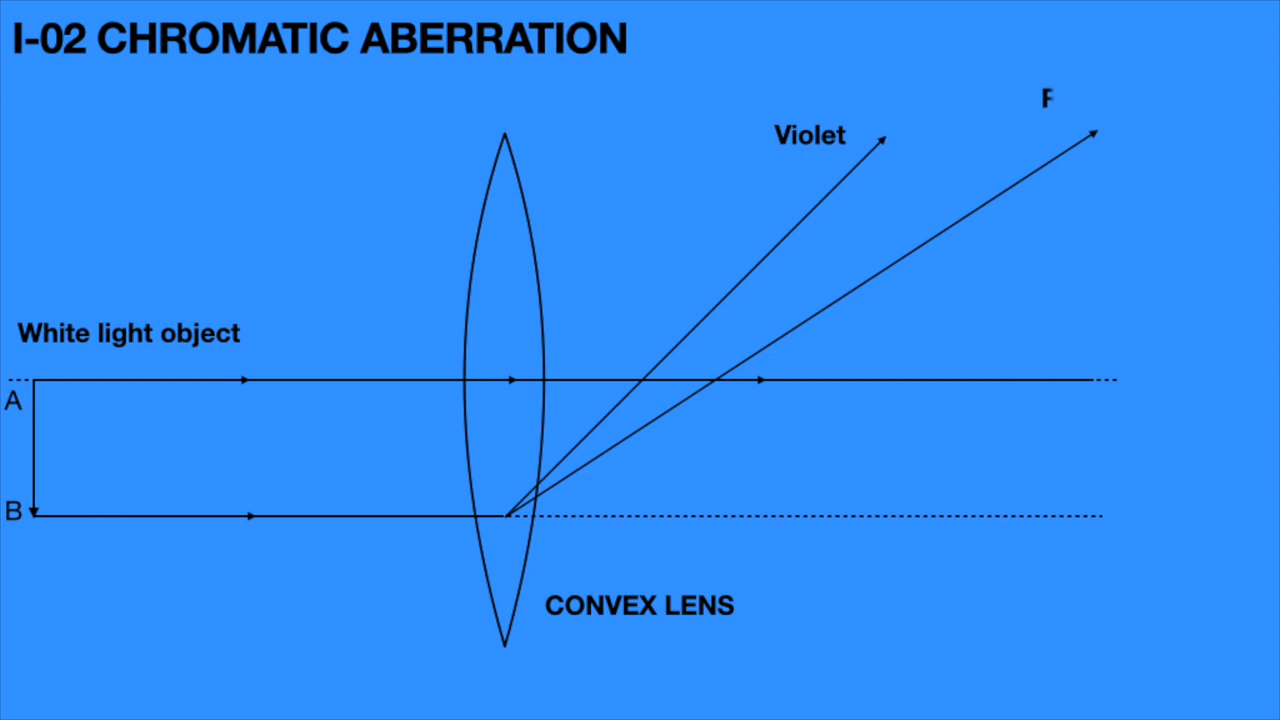 I-02 CHROMATIC ABERRATION
Violet
White light object
A
B
CONVEX LENS